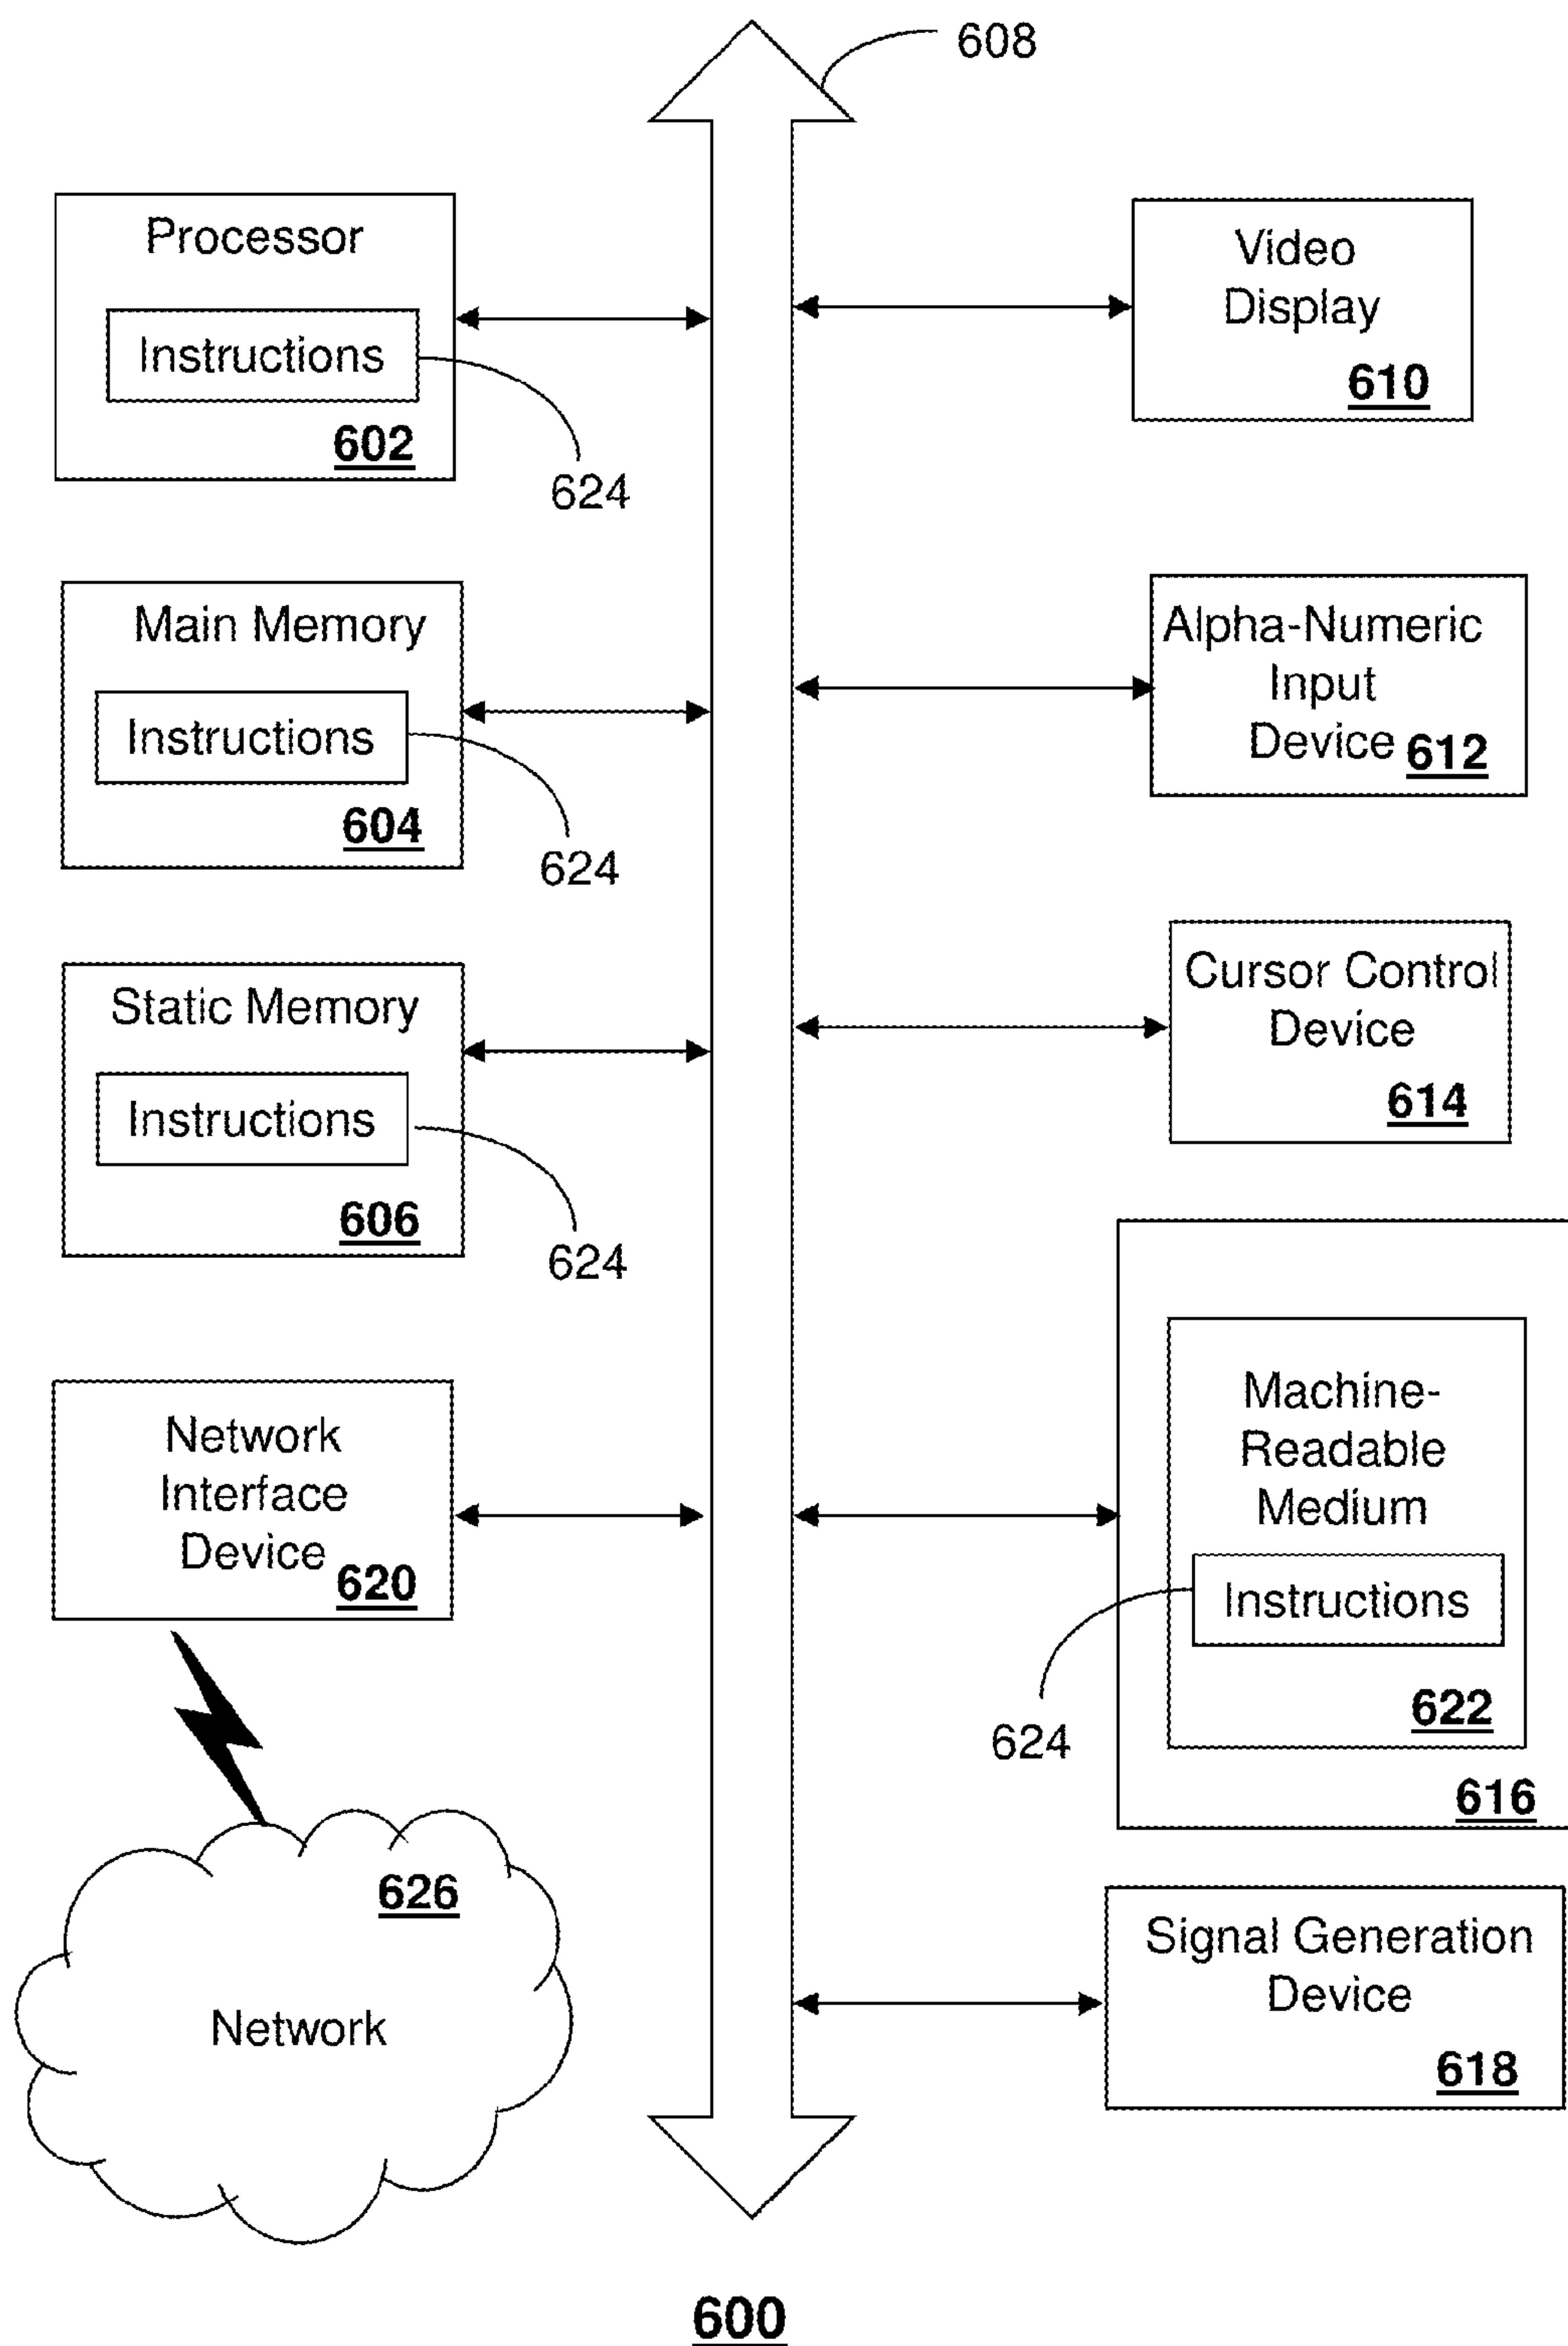 608
Processor
Instructions
602
624
Main Memory
Instructions
604
624
Static Memory
Instructions
606
624
Network
Interface
Device
620
626
Network
Video
Display
610
Alpha-Numeric
Input
Device
612
Cursor Control
Device
614
Machine-
Readable
Medium
Instructions
624
622
616
Signal Generation
Device
618
600